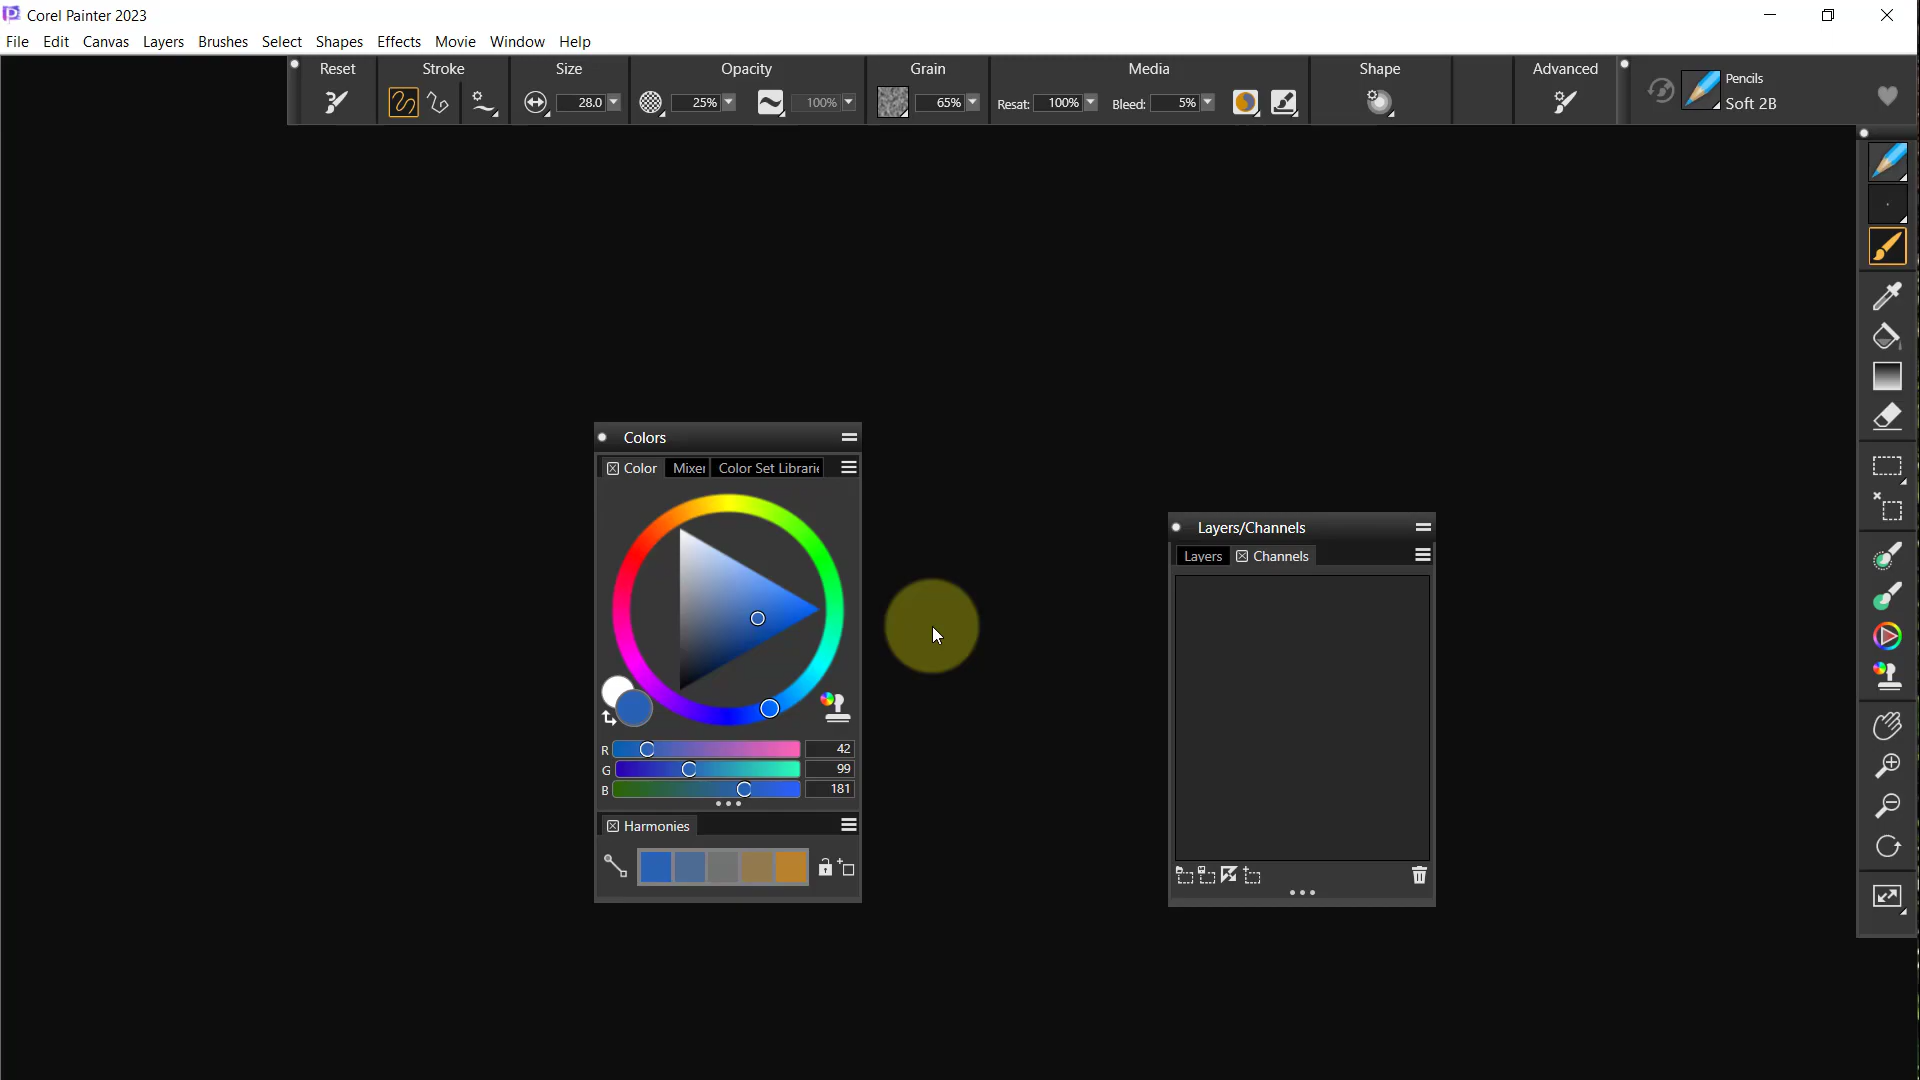 Corel Painter 2023
File Edit Canvas Layers Brushes Select Shapes Effects Movie Window Help
Reset Stroke Size Opacity Grain Media Shape Advanced
28.0 25% 100% 65% Resat: 100% Bleed: 5%
Pencils
Soft 2B
Colors
Color Mixer Color Set Librarie
R 42
G 99
B 181
Harmonies
Layers/Channels
Layers Channels